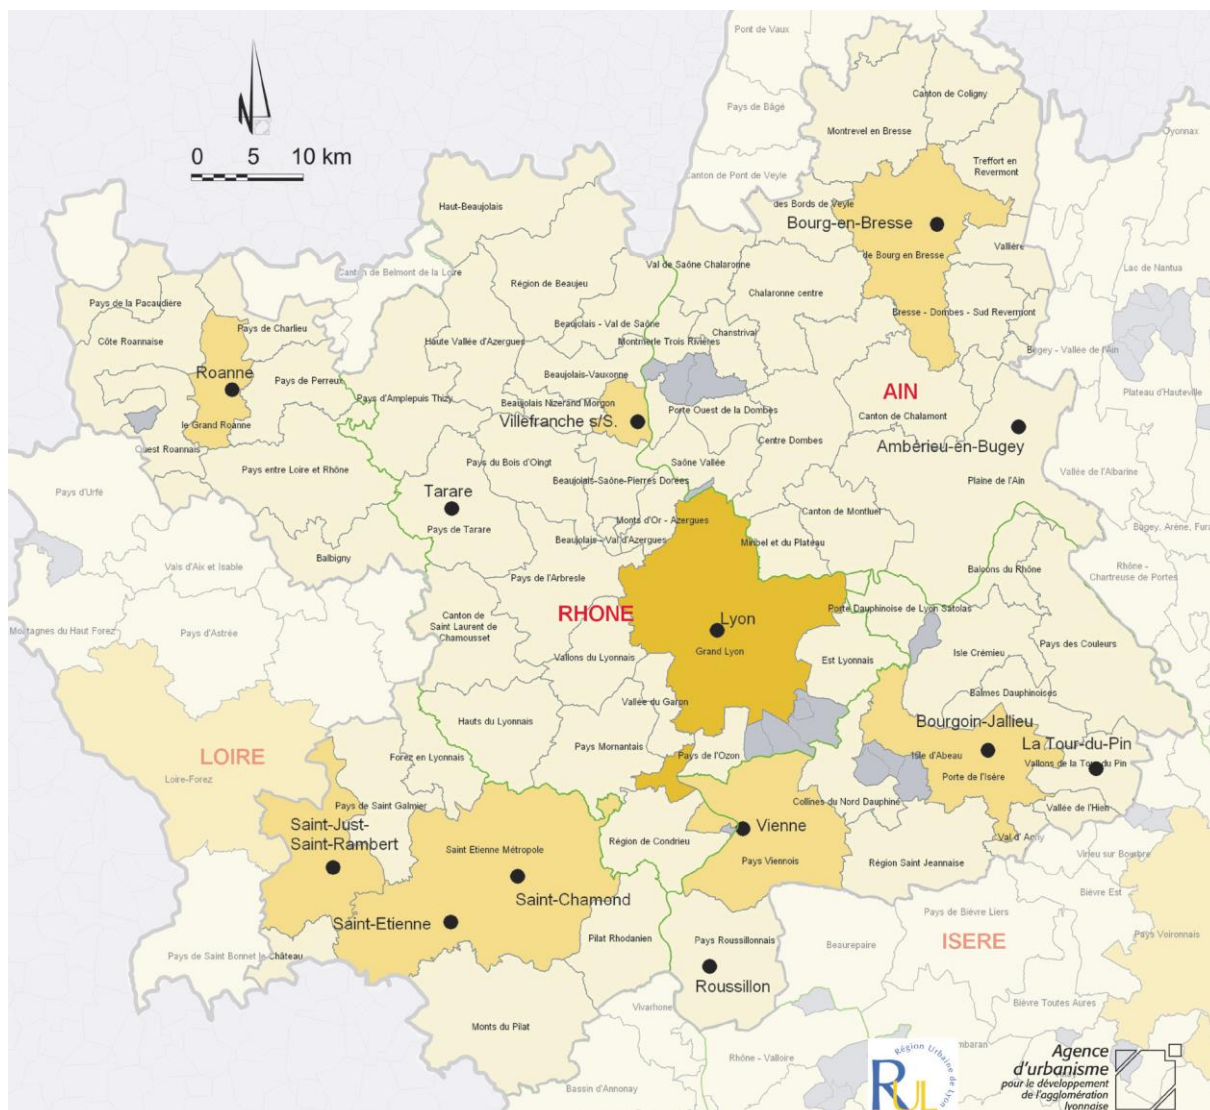 Pont de Vaux
Canton de Coligny
Pays de Bâgé
Montrevel en Bresse
Oyonnax
0 5 10 km
Treffort en
Revermont
Canton de Pont de Veyle
Haut-Beaujolais
des Bords de Veyle
Bourg-en-Bresse
Vallière
de Bourg en Bresse
Val de Saône Chalaronne
Lac de Nantua
Canton de Belmont de la Loire
Région de Beaujeu
Chalaronne centre
Pays de la Pacaudière
Bresse - Dombes - Sud Revermont
Pays de Charlieu
Beaujolais - Val de Saône
Chanstrival
Côte Roannaise
Haute Vallée d'Azergues
Montmerle Trois Rivières
Bugey - Vallée de l'Ain
Roanne
Pays de Perreux
Beaujolais-Vauxonne
AIN
Plateau d'Hauteville
Pays d'Amplepuis Thizy
Beaujolais Nizerand Morgon
Porte Ouest de la Dombes
Canton de Chalamont
Villefranche s/S.
le Grand Roanne
Centre Dombes
Ambérieu-en-Bugey
Ouest Roannais
Pays entre Loire et Rhône
Pays du Bois d'Oingt
Saône Vallée
Vallée de l'Albarine
Pays d'Urfé
Beaujolais-Saône-Pierres Dorées
Plaine de l'Ain
Tarare
Canton de Montluel
Pays de Tarare
Monts d'Or - Azergues
Bugey, Arène, Fura
Beaujolais - Val d'Azergues
Miribel et du Plateau
Balbigny
Vals d'Aix et Isable
Pays de l'Arbresle
Balcons du Rhône
Rhône -
Chartreuse de Portes
RHONE
Canton de
Saint Laurent de
Chamousset
Porte Dauphinoise de Lyon Satolas
Lyon
Montagnes du Haut Forez
Pays d'Astrée
Pays des Couleurs
Grand Lyon
Isle Crémieu
Vallons du Lyonnais
Est Lyonnais
Balmes Dauphinoises
Vallée du Garon
Hauts du Lyonnais
Bourgoin-Jallieu
Pays Mornantais
La Tour-du-Pin
LOIRE
Forez en Lyonnais
Pays de l'Ozon
Isle d'Abeau
Vallons de la Tour du Pin
Loire-Forez
Porte de l'Isère
Pays de Saint Galmier
Collines du Nord Dauphiné
Vallée de l'Hien
Saint-Just-
Saint-Rambert
Vienne
Région de Condrieu
Saint Etienne Métropole
Val d' Agny
Virieu sur Bourbre
Pays Viennois
Région Saint Jeannaise
Bièvre Est
Saint-Chamond
Pays de Bièvre Liers
Saint-Etienne
Pays Voironnais
Pilat Rhodanien
Pays Roussillonnais
Beaurepaire
ISERE
Pays de Saint Bonnet le Château
Roussillon
Bièvre Toutes Aures
Vivarhone
Monts du Pilat
Rhône - Valloire
Bassin d'Annonay
Région Urbaine de Lyon
RUL
Agence
d'urbanisme
pour le développement
de l'agglomération
lyonnaise